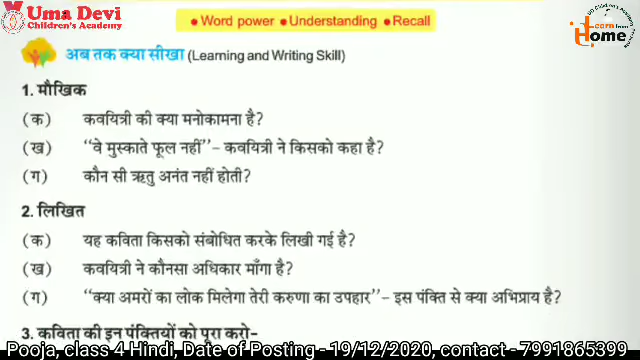 Uma Devi
Children's Academy
• Word power • Understanding • Recall
Learn from
Home
अब तक क्या सीखा (Learning and Writing Skill)
1. मौखिक
(क) कवयित्री की क्या मनोकामना है?
(ख) "वे मुस्काते फूल नहीं" – कवयित्री ने किसको कहा है?
(ग) कौन सी ऋतु अनंत नहीं होती?
2. लिखित
(क) यह कविता किसको संबोधित करके लिखी गई है?
(ख) कवयित्री ने कौनसा अधिकार माँगा है?
(ग) "क्या अमरों का लोक मिलेगा तेरी करुणा का उपहार" – इस पंक्ति से क्या अभिप्राय है?
3. कविता की इन पंक्तियों को पूरा करो–
Pooja, class 4 Hindi, Date of Posting - 19/12/2020, contact - 7991865399